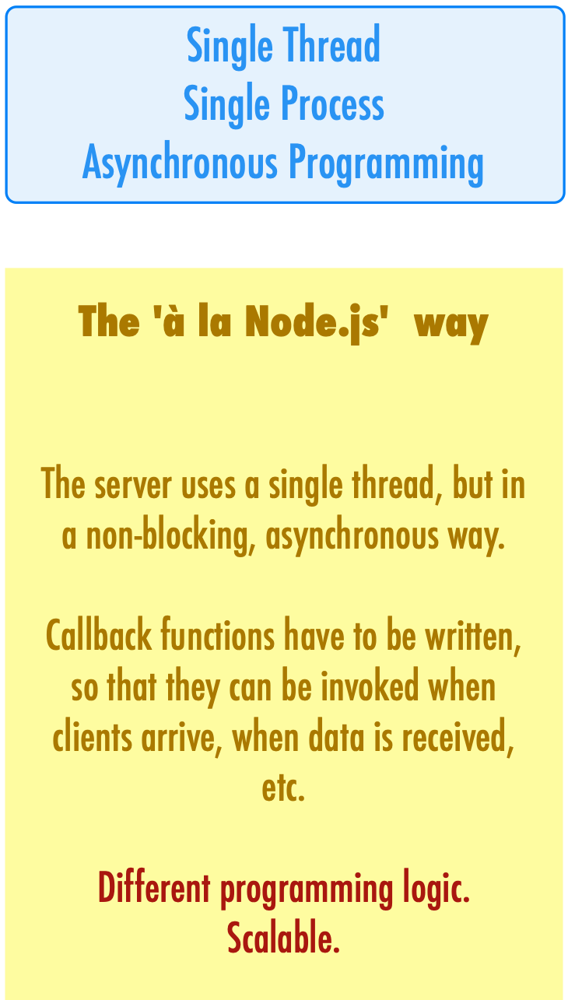 Single Thread
Single Process
Asynchronous Programming
The 'à la Node.js'  way
The server uses a single thread, but in
a non-blocking, asynchronous way.
Callback functions have to be written,
so that they can be invoked when
clients arrive, when data is received,
etc.
Different programming logic.
Scalable.